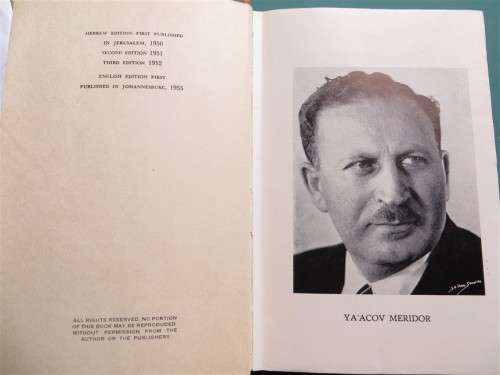 HEBREW EDITION FIRST PUBLISHED
IN JERUSALEM, 1950
SECOND EDITION 1951
THIRD EDITION 1952
ENGLISH EDITION FIRST
PUBLISHED IN JOHANNESBURG, 1955
ALL RIGHTS RESERVED. NO PORTION
OF THIS BOOK MAY BE REPRODUCED
WITHOUT PERMISSION FROM THE
AUTHOR OR THE PUBLISHERS.
YA'ACOV MERIDOR